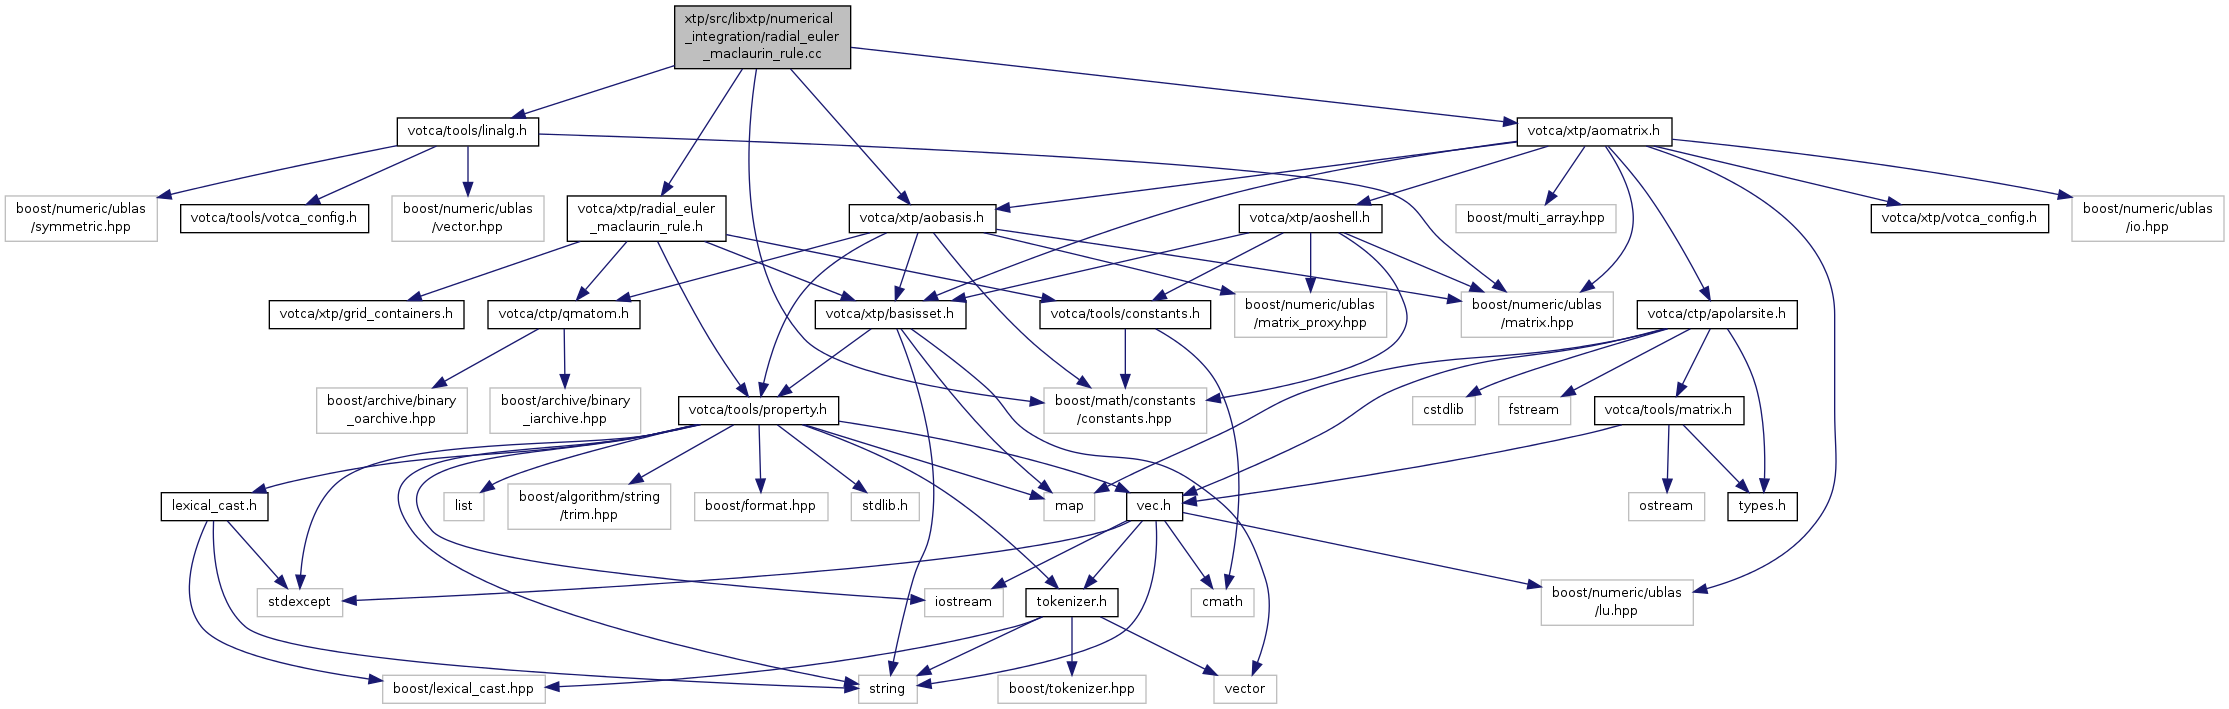 xtp/src/libxtp/numerical
_integration/radial_euler
_maclaurin_rule.cc
votca/tools/linalg.h
votca/xtp/aomatrix.h
boost/numeric/ublas
/symmetric.hpp
votca/tools/votca_config.h
boost/numeric/ublas
/vector.hpp
votca/xtp/radial_euler
_maclaurin_rule.h
votca/xtp/aobasis.h
votca/xtp/aoshell.h
boost/multi_array.hpp
votca/xtp/votca_config.h
boost/numeric/ublas
/io.hpp
votca/xtp/grid_containers.h
votca/ctp/qmatom.h
votca/xtp/basisset.h
votca/tools/constants.h
boost/numeric/ublas
/matrix_proxy.hpp
boost/numeric/ublas
/matrix.hpp
votca/ctp/apolarsite.h
boost/archive/binary
_oarchive.hpp
boost/archive/binary
_iarchive.hpp
votca/tools/property.h
boost/math/constants
/constants.hpp
cstdlib
fstream
votca/tools/matrix.h
lexical_cast.h
list
boost/algorithm/string
/trim.hpp
boost/format.hpp
stdlib.h
map
vec.h
ostream
types.h
stdexcept
iostream
tokenizer.h
cmath
boost/numeric/ublas
/lu.hpp
boost/lexical_cast.hpp
string
boost/tokenizer.hpp
vector